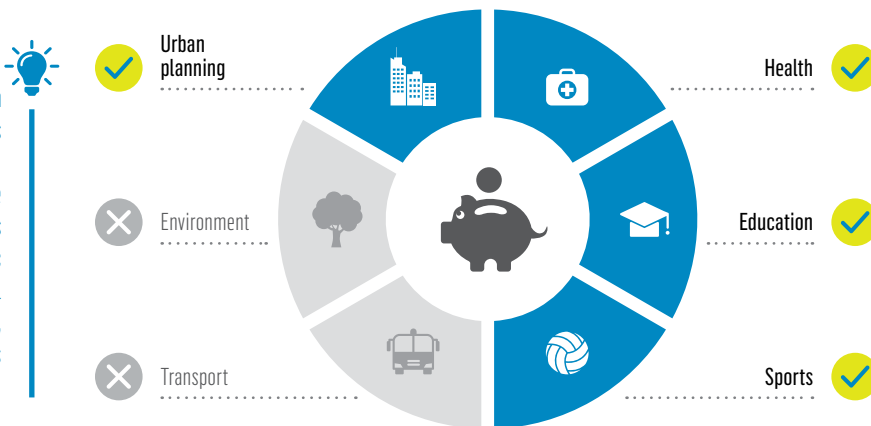 Urban
planning
Health
Environment
Education
Transport
Sports